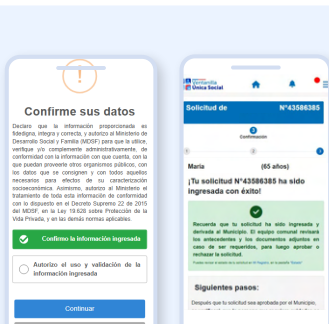 Confirme sus datos
Declaro que la información proporcionada es
fidedigna, íntegra y correcta, y autorizo al Ministerio de
Desarrollo Social y Familia (MDSF) para que la utilice,
verifique y/o complemente administrativamente, de
conformidad con la información con que cuenta, con la
que puedan proveerle otros organismos públicos, con
los datos que se consignen y con todos aquellos
necesarios para efectos de su caracterización
socioeconómica. Asimismo, autorizo al Ministerio el
tratamiento de toda esta información de conformidad
con lo dispuesto en el Decreto Supremo 22 de 2015
del MDSF, en la Ley 19.628 sobre Protección de la
Vida Privada, y en las demás normas aplicables.
Confirmo la información ingresada
Autorizo el uso y validación de la
información ingresada
Continuar
Ventanilla
Única Social
Solicitud de N°43586385
3
Confirmación
1 2 3
María (65 años)
¡Tu solicitud N°43586385 ha sido
ingresada con éxito!
Recuerda que tu solicitud ha sido ingresada y
derivada al Municipio. El equipo comunal revisará
los antecedentes y los documentos adjuntos en
caso de ser requeridos, para luego aprobar o
rechazar la solicitud.
Siguientes pasos:
Después que tu solicitud sea aprobada por el Municipio,